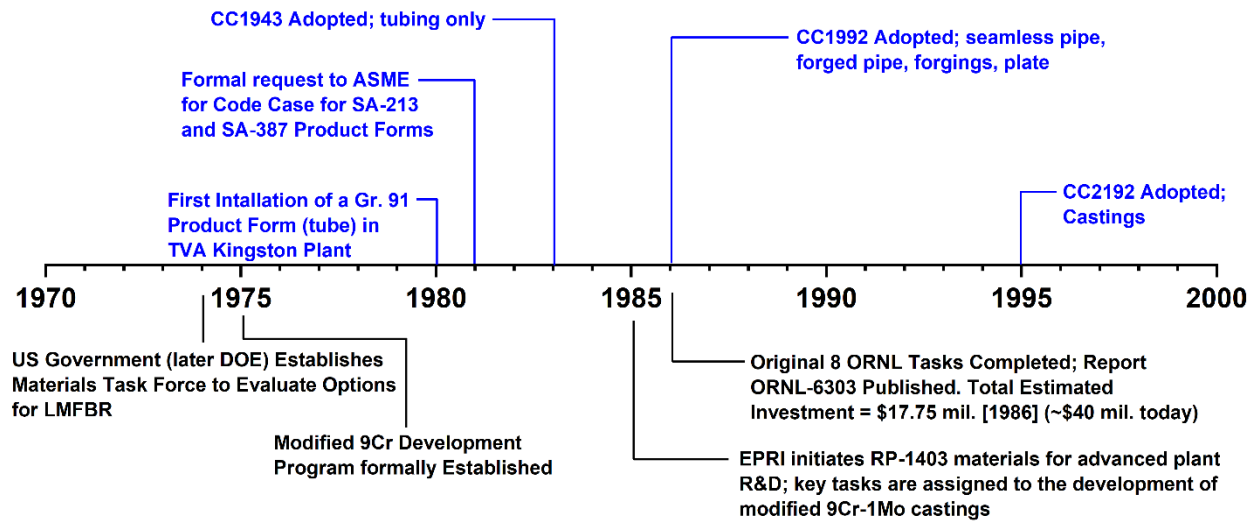 CC1943 Adopted; tubing only
CC1992 Adopted; seamless pipe,
forged pipe, forgings, plate
Formal request to ASME
for Code Case for SA-213
and SA-387 Product Forms
First Intallation of a Gr. 91
Product Form (tube) in
TVA Kingston Plant
CC2192 Adopted;
Castings
1970 1975 1980 1985 1990 1995 2000
US Government (later DOE) Establishes
Materials Task Force to Evaluate Options
for LMFBR
Modified 9Cr Development
Program formally Established
Original 8 ORNL Tasks Completed; Report
ORNL-6303 Published. Total Estimated
Investment = $17.75 mil. [1986] (~$40 mil. today)
EPRI initiates RP-1403 materials for advanced plant
R&D; key tasks are assigned to the development of
modified 9Cr-1Mo castings